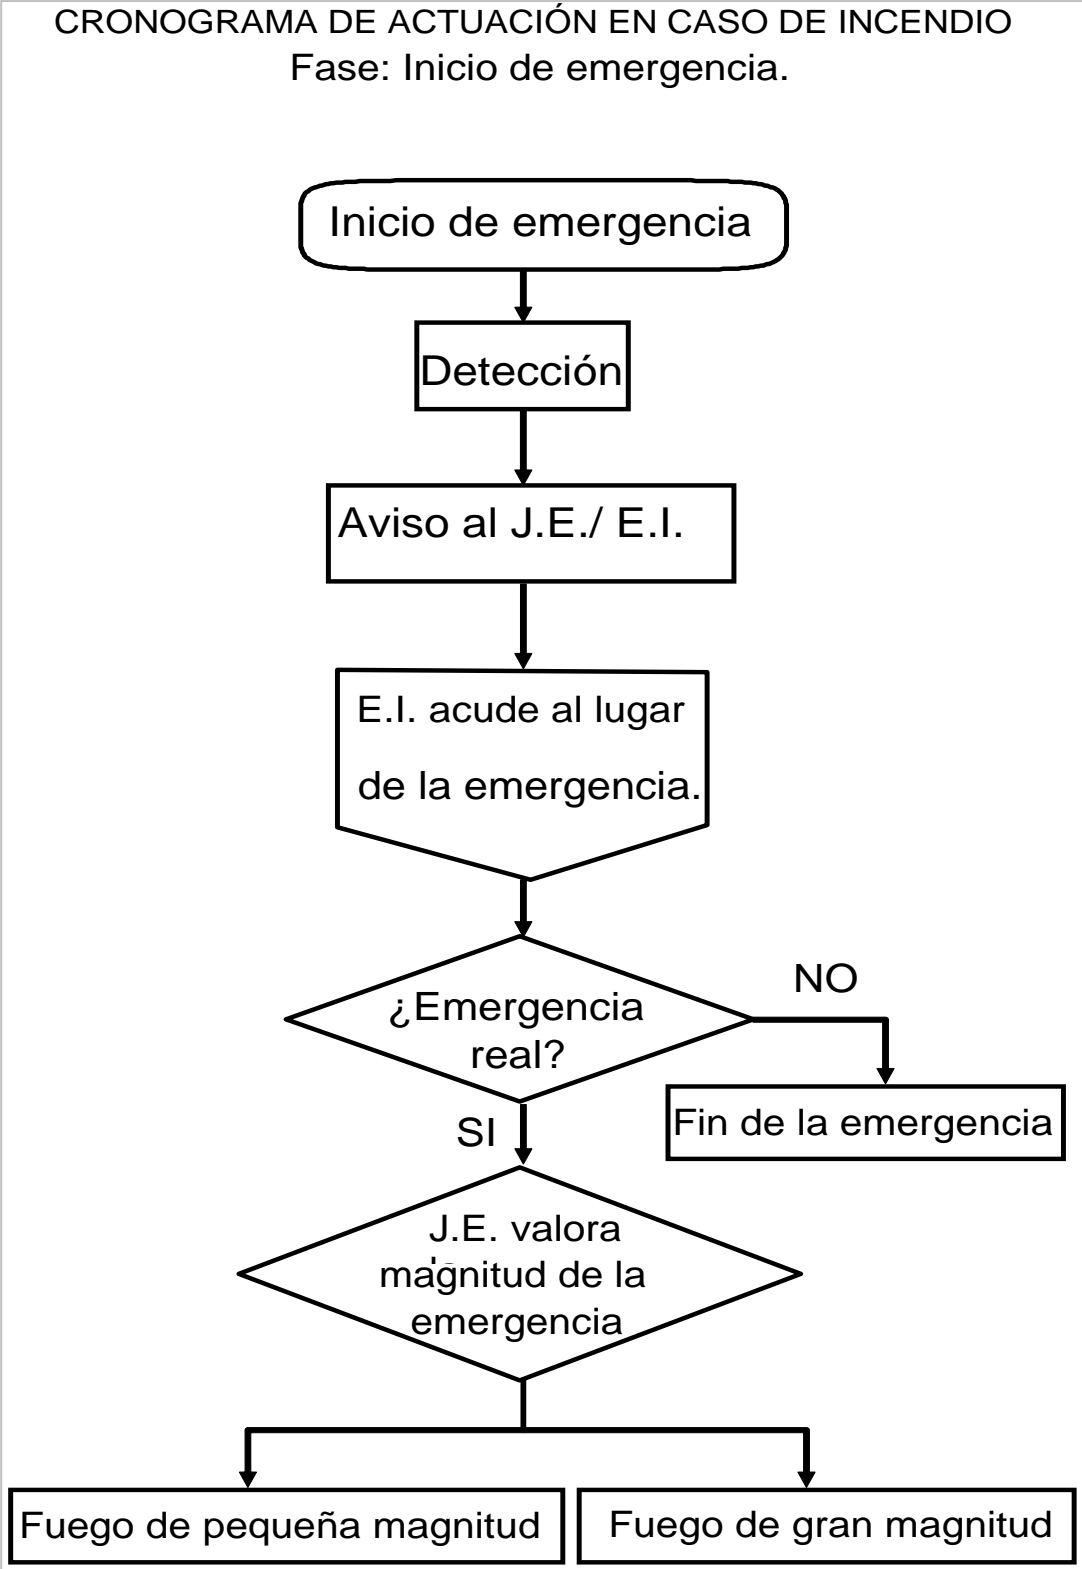 CRONOGRAMA DE ACTUACIÓN EN CASO DE INCENDIO
Fase: Inicio de emergencia.
Inicio de emergencia
Detección
Aviso al J.E./ E.I.
E.I. acude al lugar
de la emergencia.
¿Emergencia
real?
NO
Fin de la emergencia
SI
J.E. valora
magnitud de la
emergencia
Fuego de pequeña magnitud
Fuego de gran magnitud